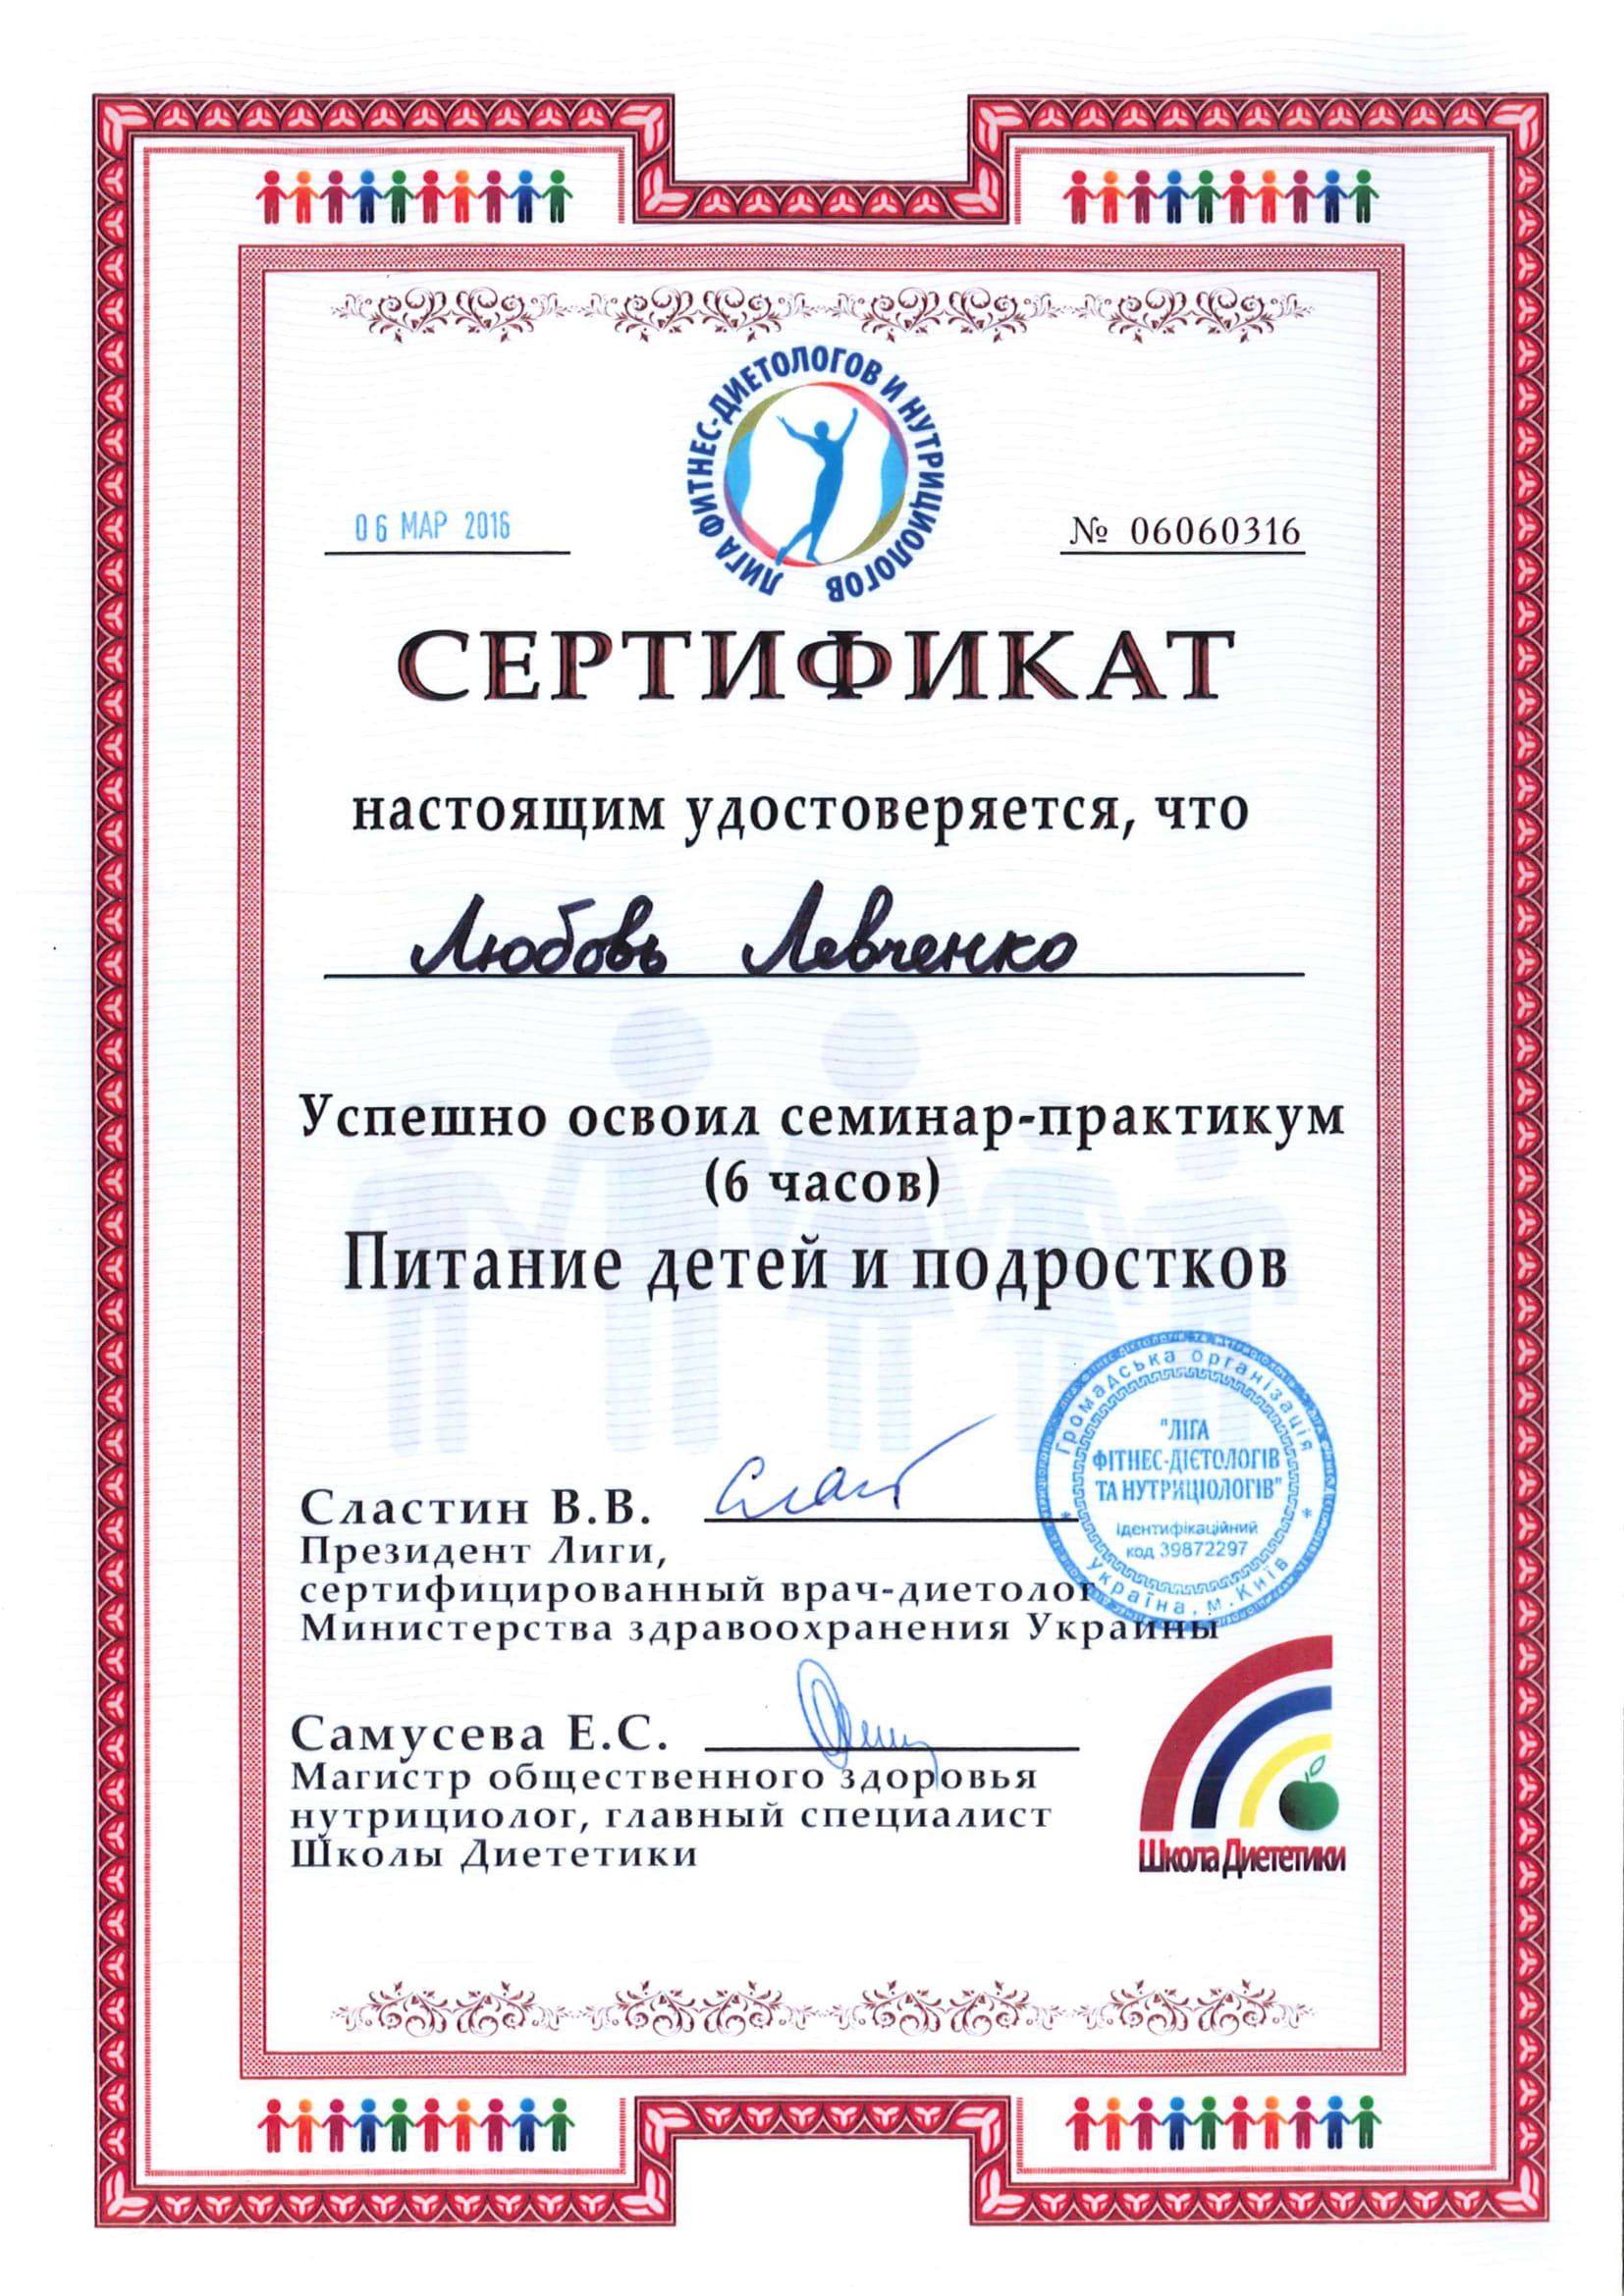 ЛИГА ФИТНЕС-ДИЕТОЛОГОВ И НУТРИЦИОЛОГОВ
06 МАР 2016
№ 06060316
СЕРТИФИКАТ
настоящим удостоверяется, что
Любовь Левченко
Успешно освоил семинар-практикум
(6 часов)
Питание детей и подростков
Громадська організація
"ЛІГА
ФІТНЕС-ДІЄТОЛОГІВ
ТА НУТРИЦІОЛОГІВ"
ідентифікаційний
код 39872297
Україна, м. Київ
Сластин В.В.
Президент Лиги,
сертифицированный врач-диетолог
Министерства здравоохранения Украины
Самусева Е.С.
Магистр общественного здоровья
нутрициолог, главный специалист
Школы Диететики
Школа Диететики